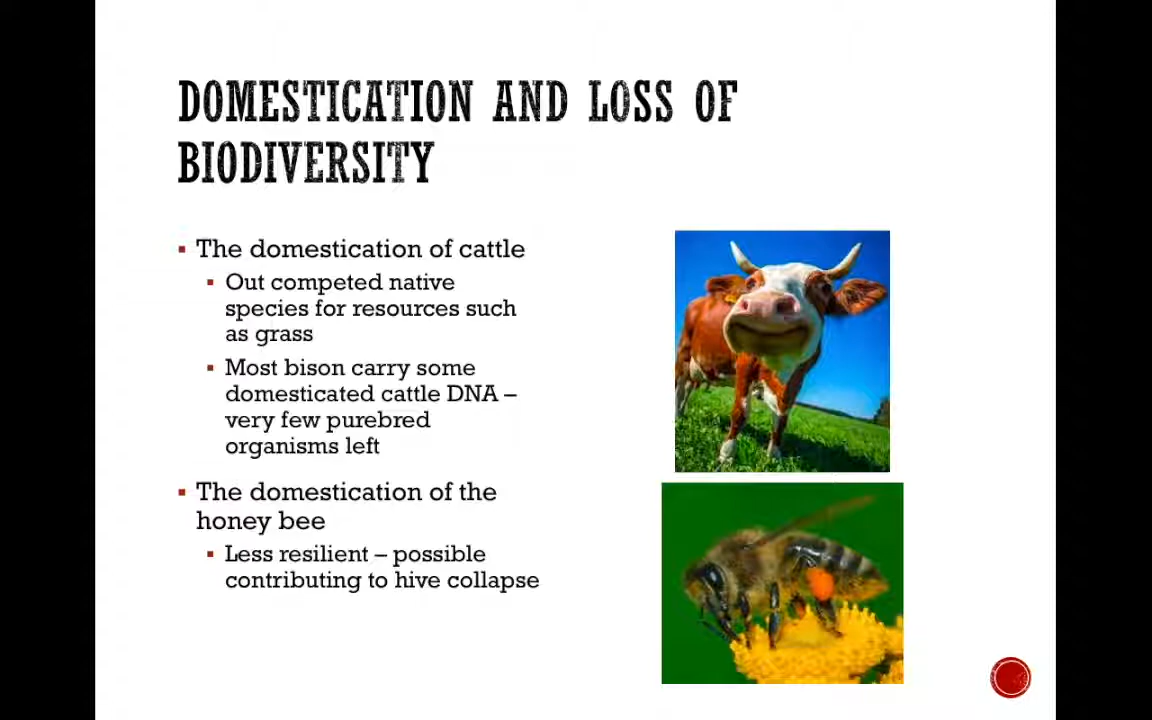 DOMESTICATION AND LOSS OF
BIODIVERSITY
▪ The domestication of cattle
▪ Out competed native
species for resources such
as grass
▪ Most bison carry some
domesticated cattle DNA –
very few purebred
organisms left
▪ The domestication of the
honey bee
▪ Less resilient – possible
contributing to hive collapse